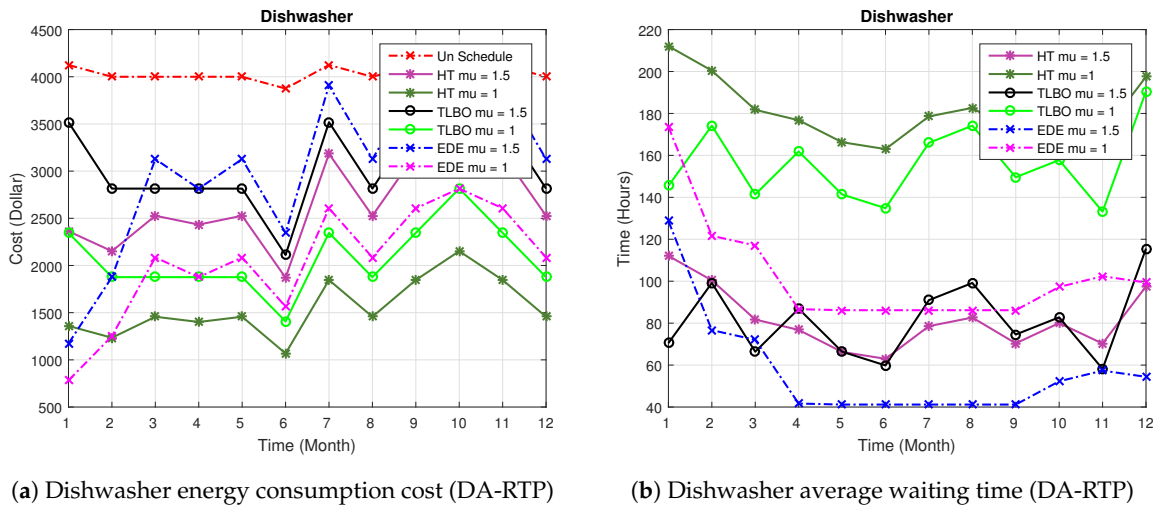 Dishwasher
4500
4000
3500
3000
2500
2000
1500
1000
500
Cost (Dollar)
1 2 3 4 5 6 7 8 9 10 11 12
Time (Month)
Un Schedule
HT mu = 1.5
HT mu = 1
TLBO mu = 1.5
TLBO mu = 1
EDE mu = 1.5
EDE mu = 1
(a) Dishwasher energy consumption cost (DA-RTP)
Dishwasher
220
200
180
160
140
120
100
80
60
40
Time (Hours)
1 2 3 4 5 6 7 8 9 10 11 12
Time (Month)
HT mu = 1.5
HT mu =1
TLBO mu = 1.5
TLBO mu = 1
EDE mu = 1.5
EDE mu = 1
(b) Dishwasher average waiting time (DA-RTP)